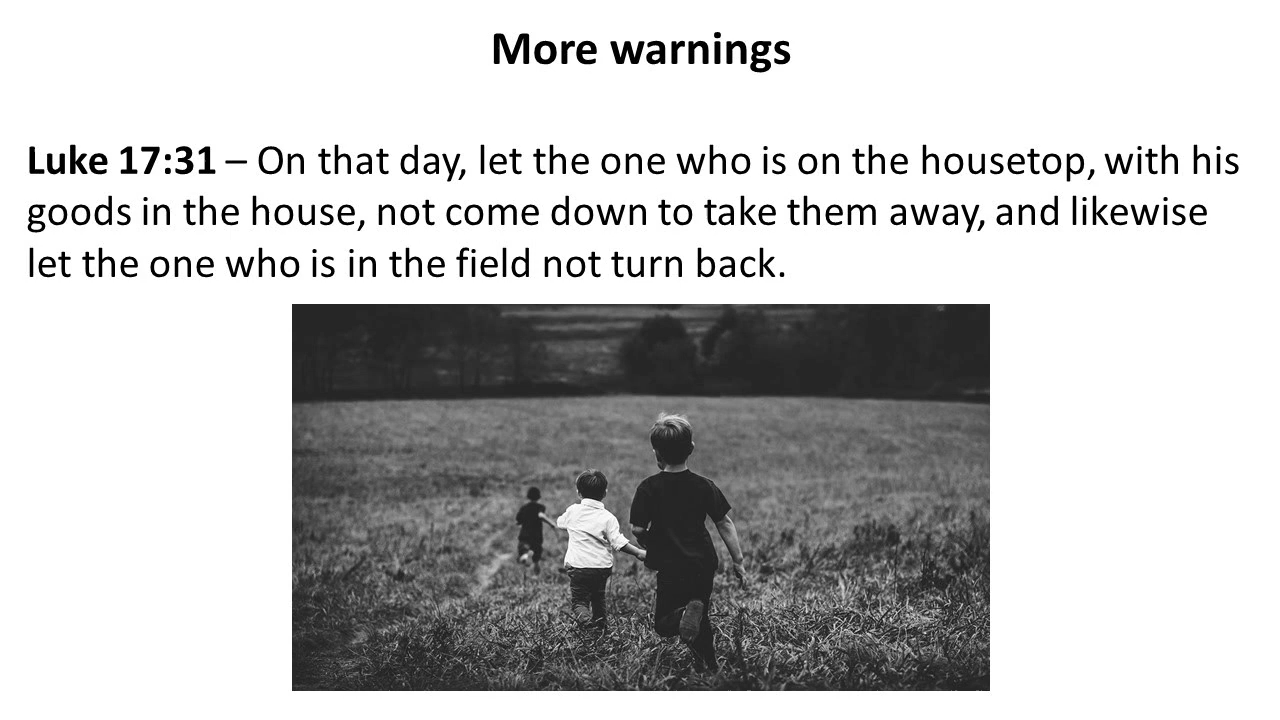 More warnings
Luke 17:31 – On that day, let the one who is on the housetop, with his
goods in the house, not come down to take them away, and likewise
let the one who is in the field not turn back.